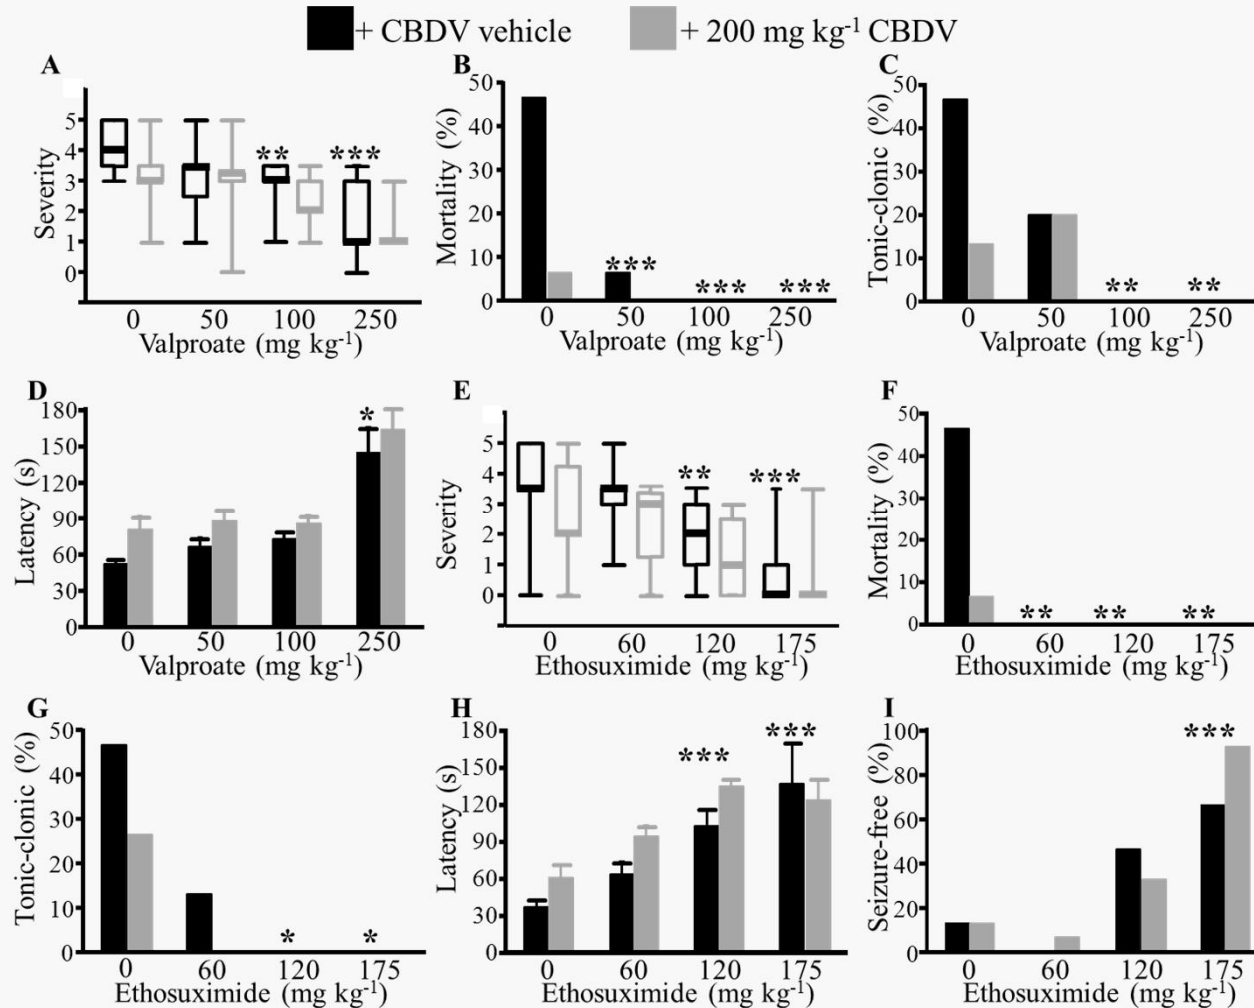 + CBDV vehicle + 200 mg kg⁻¹ CBDV
A
Severity
5
4
3
2
1
0
** ***
0 50 100 250
Valproate (mg kg⁻¹)
B
Mortality (%)
50
40
30
20
10
0
*** *** ***
0 50 100 250
Valproate (mg kg⁻¹)
C
Tonic-clonic (%)
50
40
30
20
10
0
** **
0 50 100 250
Valproate (mg kg⁻¹)
D
Latency (s)
180
150
120
90
60
30
0
*
0 50 100 250
Valproate (mg kg⁻¹)
E
Severity
5
4
3
2
1
0
** ***
0 60 120 175
Ethosuximide (mg kg⁻¹)
F
Mortality (%)
50
40
30
20
10
0
** ** **
0 60 120 175
Ethosuximide (mg kg⁻¹)
G
Tonic-clonic (%)
50
40
30
20
10
0
* *
0 60 120 175
Ethosuximide (mg kg⁻¹)
H
Latency (s)
180
150
120
90
60
30
0
*** ***
0 60 120 175
Ethosuximide (mg kg⁻¹)
I
Seizure-free (%)
100
80
60
40
20
0
***
0 60 120 175
Ethosuximide (mg kg⁻¹)